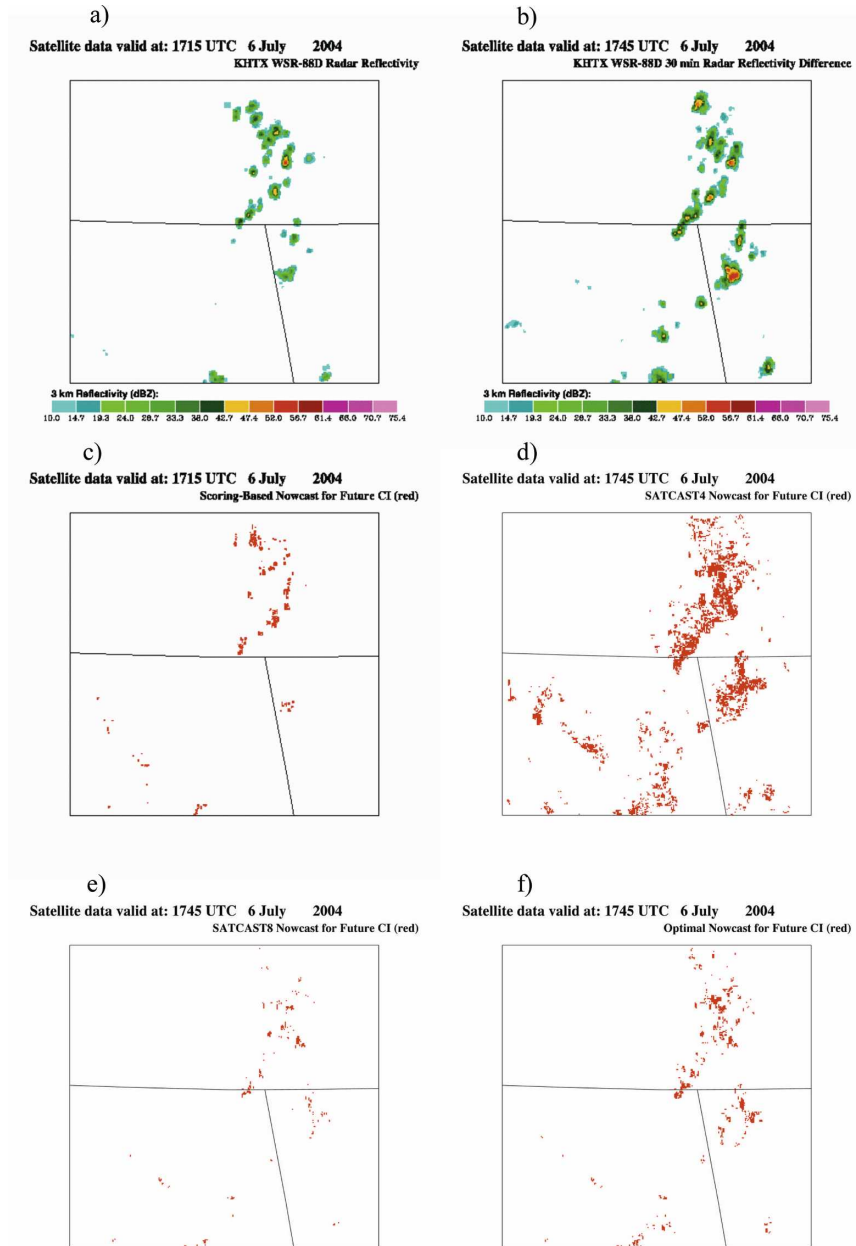 a)
Satellite data valid at: 1715 UTC 6 July 2004
KHTX WSR-88D Radar Reflectivity
3 km Reflectivity (dBZ):
10.0 14.7 19.3 24.0 28.7 33.3 38.0 42.7 47.4 52.0 56.7 61.4 66.0 70.7 75.4
b)
Satellite data valid at: 1745 UTC 6 July 2004
KHTX WSR-88D 30 min Radar Reflectivity Difference
3 km Reflectivity (dBZ):
10.0 14.7 19.3 24.0 28.7 33.3 38.0 42.7 47.4 52.0 56.7 61.4 66.0 70.7 75.4
c)
Satellite data valid at: 1715 UTC 6 July 2004
Scoring-Based Nowcast for Future CI (red)
d)
Satellite data valid at: 1745 UTC 6 July 2004
SATCAST4 Nowcast for Future CI (red)
e)
Satellite data valid at: 1745 UTC 6 July 2004
SATCAST8 Nowcast for Future CI (red)
f)
Satellite data valid at: 1745 UTC 6 July 2004
Optimal Nowcast for Future CI (red)